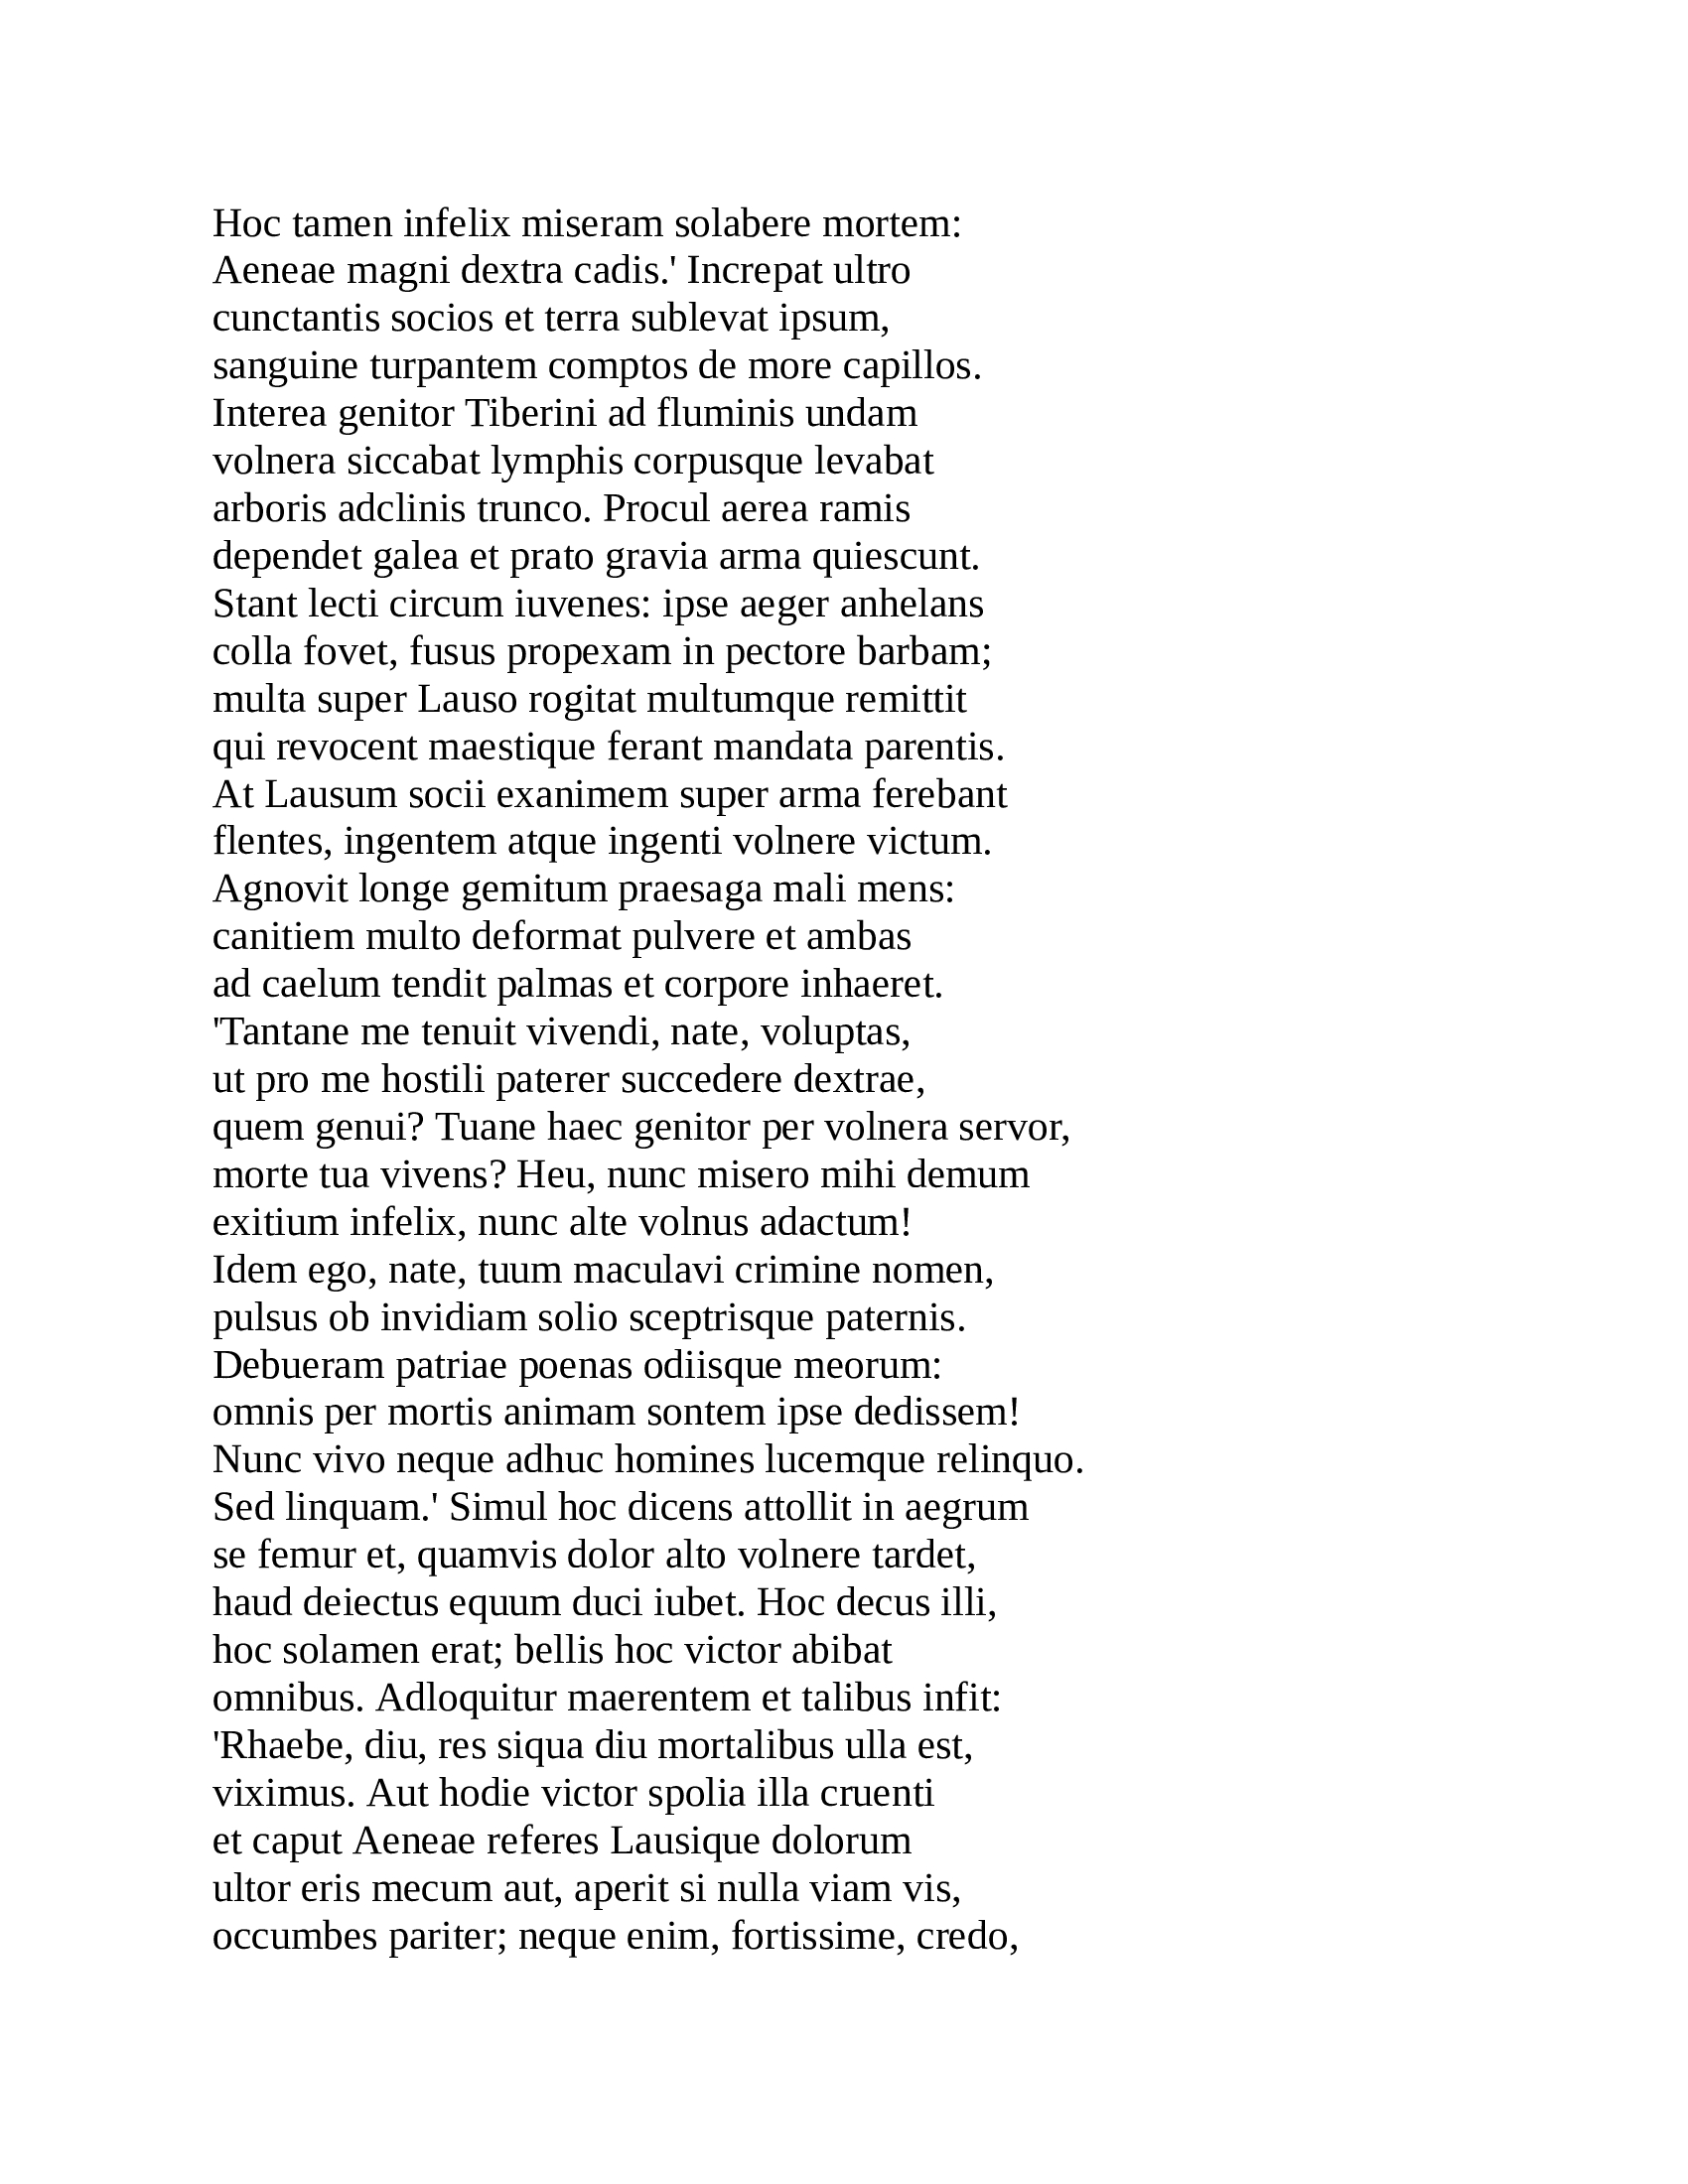 Hoc tamen infelix miseram solabere mortem:
Aeneae magni dextra cadis.' Increpat ultro
cunctantis socios et terra sublevat ipsum,
sanguine turpantem comptos de more capillos.
Interea genitor Tiberini ad fluminis undam
volnera siccabat lymphis corpusque levabat
arboris adclinis trunco. Procul aerea ramis
dependet galea et prato gravia arma quiescunt.
Stant lecti circum iuvenes: ipse aeger anhelans
colla fovet, fusus propexam in pectore barbam;
multa super Lauso rogitat multumque remittit
qui revocent maestique ferant mandata parentis.
At Lausum socii exanimem super arma ferebant
flentes, ingentem atque ingenti volnere victum.
Agnovit longe gemitum praesaga mali mens:
canitiem multo deformat pulvere et ambas
ad caelum tendit palmas et corpore inhaeret.
'Tantane me tenuit vivendi, nate, voluptas,
ut pro me hostili paterer succedere dextrae,
quem genui? Tuane haec genitor per volnera servor,
morte tua vivens? Heu, nunc misero mihi demum
exitium infelix, nunc alte volnus adactum!
Idem ego, nate, tuum maculavi crimine nomen,
pulsus ob invidiam solio sceptrisque paternis.
Debueram patriae poenas odiisque meorum:
omnis per mortis animam sontem ipse dedissem!
Nunc vivo neque adhuc homines lucemque relinquo.
Sed linquam.' Simul hoc dicens attollit in aegrum
se femur et, quamvis dolor alto volnere tardet,
haud deiectus equum duci iubet. Hoc decus illi,
hoc solamen erat; bellis hoc victor abibat
omnibus. Adloquitur maerentem et talibus infit:
'Rhaebe, diu, res siqua diu mortalibus ulla est,
viximus. Aut hodie victor spolia illa cruenti
et caput Aeneae referes Lausique dolorum
ultor eris mecum aut, aperit si nulla viam vis,
occumbes pariter; neque enim, fortissime, credo,